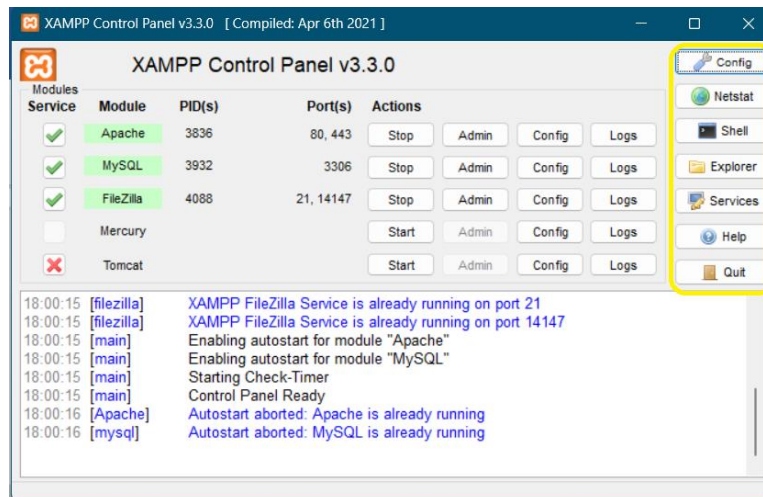 XAMPP Control Panel v3.3.0 [ Compiled: Apr 6th 2021 ]
XAMPP Control Panel v3.3.0
Config
Modules
Service Module PID(s) Port(s) Actions
Netstat
Apache 3836 80, 443 Stop Admin Config Logs
Shell
MySQL 3932 3306 Stop Admin Config Logs
Explorer
FileZilla 4088 21, 14147 Stop Admin Config Logs
Services
Mercury Start Admin Config Logs
Help
Tomcat Start Admin Config Logs
Quit
18:00:15 [filezilla] XAMPP FileZilla Service is already running on port 21
18:00:15 [filezilla] XAMPP FileZilla Service is already running on port 14147
18:00:15 [main] Enabling autostart for module "Apache"
18:00:15 [main] Enabling autostart for module "MySQL"
18:00:15 [main] Starting Check-Timer
18:00:15 [main] Control Panel Ready
18:00:16 [Apache] Autostart aborted: Apache is already running
18:00:16 [mysql] Autostart aborted: MySQL is already running